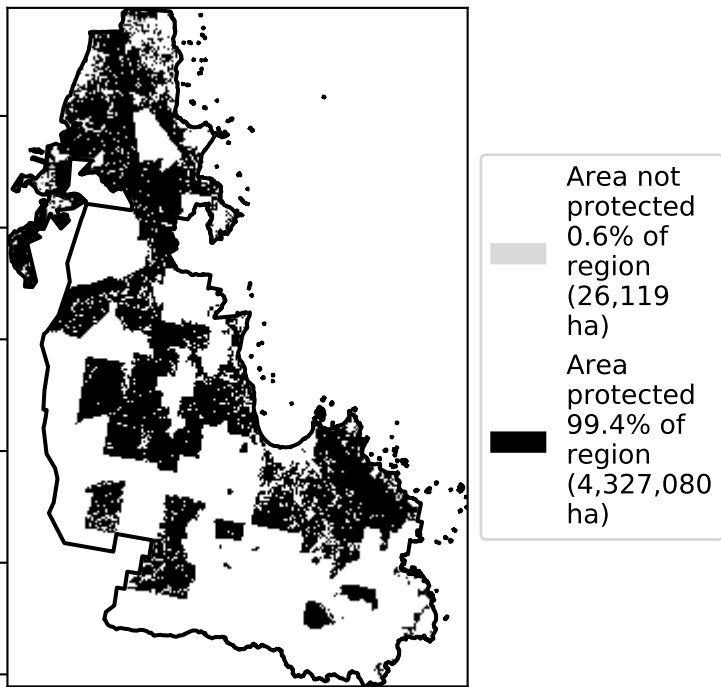 Area not
protected
0.6% of
region
(26,119
ha)
Area
protected
99.4% of
region
(4,327,080
ha)